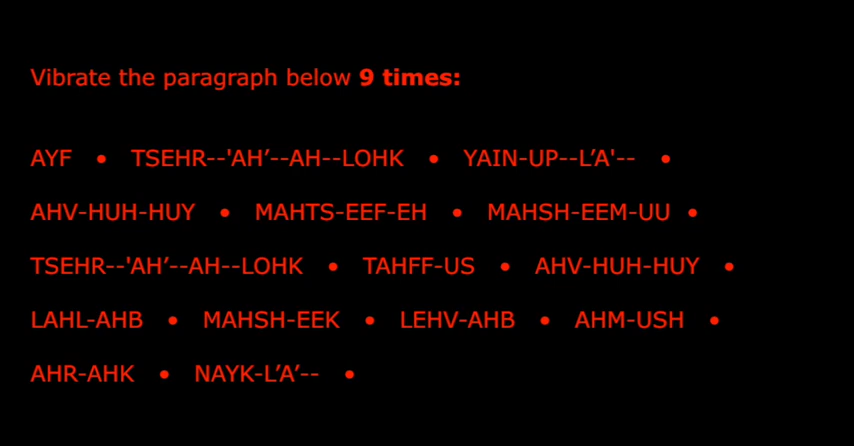 Vibrate the paragraph below 9 times:
AYF • TSEHR--'AH’--AH--LOHK • YAIN-UP--L’A'-- •
AHV-HUH-HUY • MAHTS-EEF-EH • MAHSH-EEM-UU •
TSEHR--'AH’--AH--LOHK • TAHFF-US • AHV-HUH-HUY •
LAHL-AHB • MAHSH-EEK • LEHV-AHB • AHM-USH •
AHR-AHK • NAYK-L’A’-- •